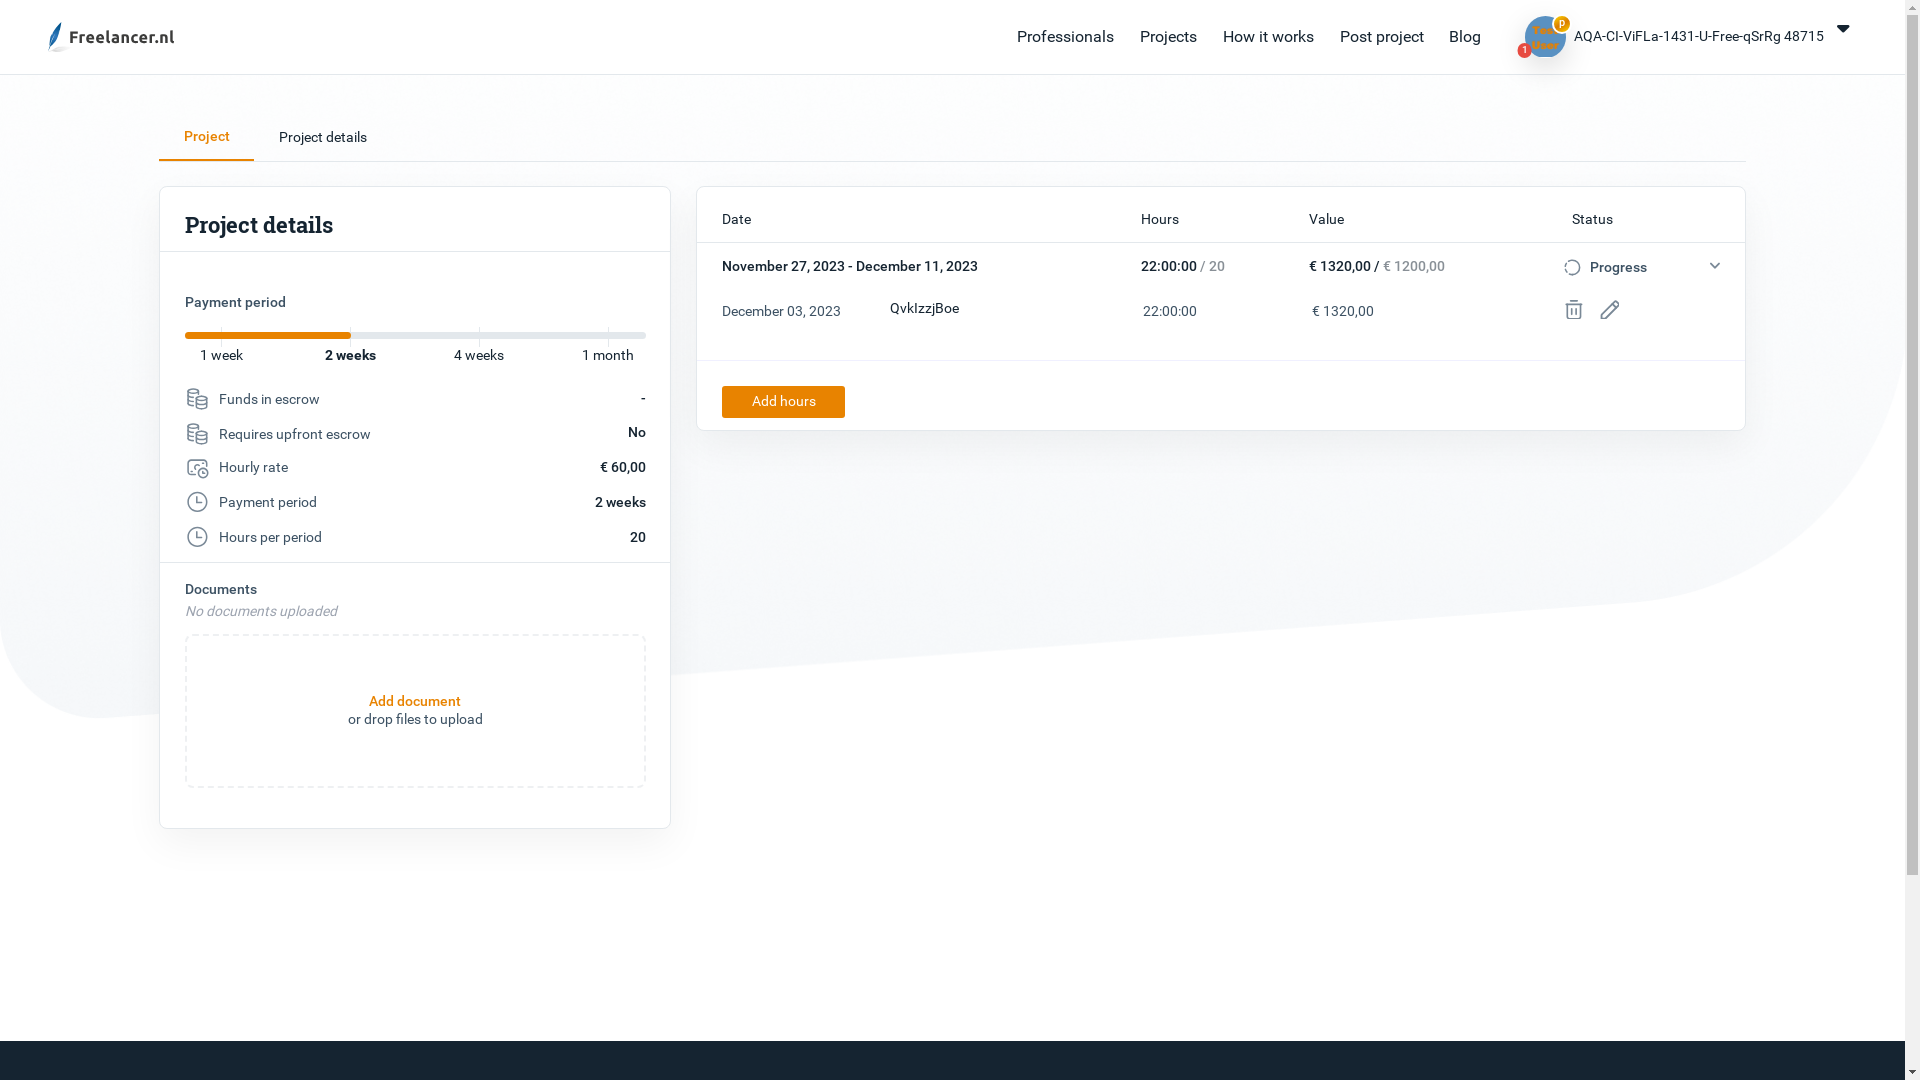 Freelancer.nl
Professionals
Projects
How it works
Post project
Blog
P
1
AQA-CI-ViFLa-1431-U-Free-qSrRg 48715
Project
Project details
Project details
Payment period
1 week
2 weeks
4 weeks
1 month
Funds in escrow -
Requires upfront escrow No
Hourly rate € 60,00
Payment period 2 weeks
Hours per period 20
Documents
No documents uploaded
Add document
or drop files to upload
Date Hours Value Status
November 27, 2023 - December 11, 2023 22:00:00 / 20 € 1320,00 / € 1200,00 Progress
December 03, 2023 QvkIzzjBoe 22:00:00 € 1320,00
Add hours